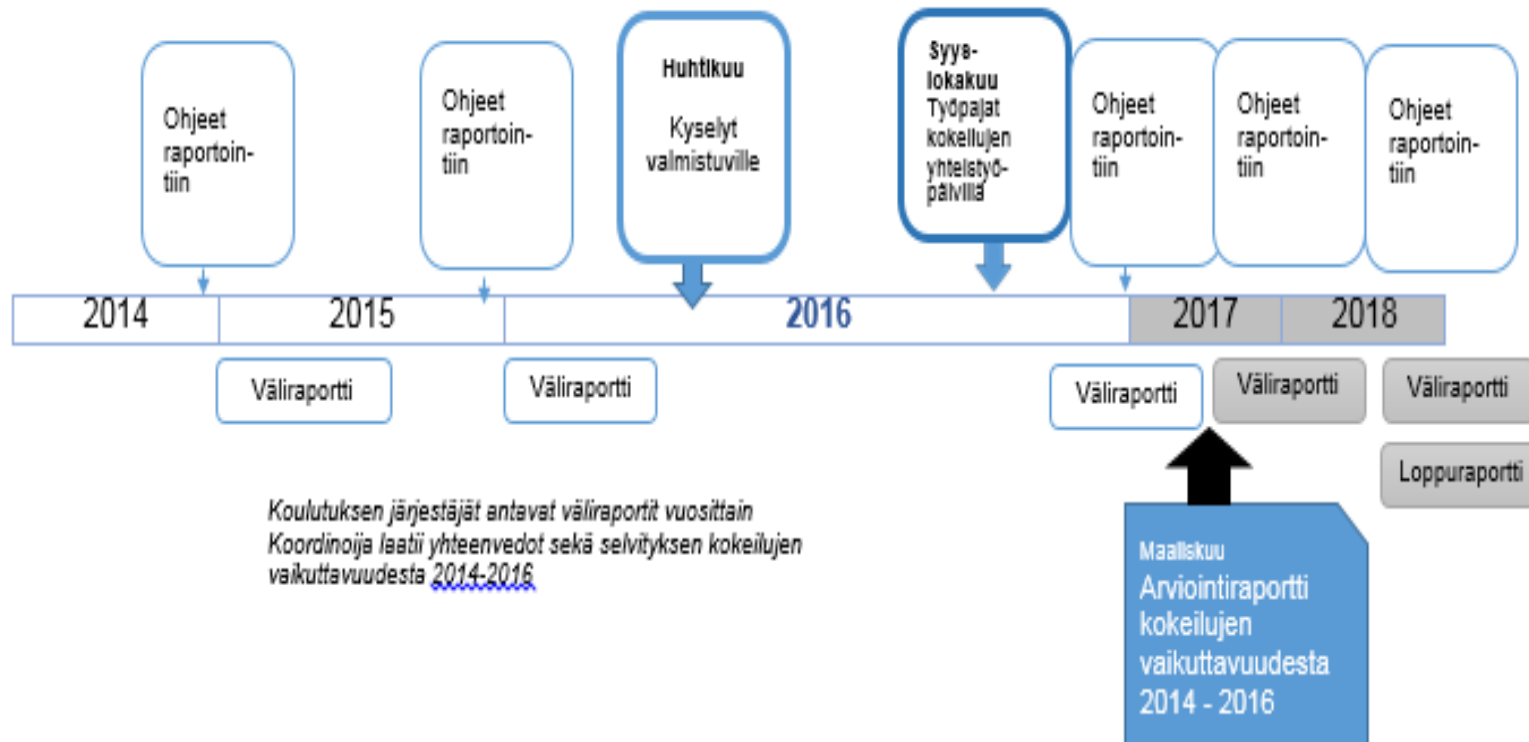 Ohjeet
raportoin-
tiin
Ohjeet
raportoin-
tiin
Huhtikuu
Kyselyt
valmistuville
Syys-
lokakuu
Työpajat
kokeilujen
yhteistyö-
päivillä
Ohjeet
raportoin-
tiin
Ohjeet
raportoin-
tiin
Ohjeet
raportoin-
tiin
2014
2015
2016
2017
2018
Väliraportti
Väliraportti
Väliraportti
Väliraportti
Väliraportti
Loppuraportti
Koulutuksen järjestäjät antavat väliraportit vuosittain
Koordinoija laatii yhteenvedot sekä selvityksen kokeilujen
vaikuttavuudesta 2014-2016
Maaliskuu
Arviointiraportti
kokeilujen
vaikuttavuudesta
2014 - 2016